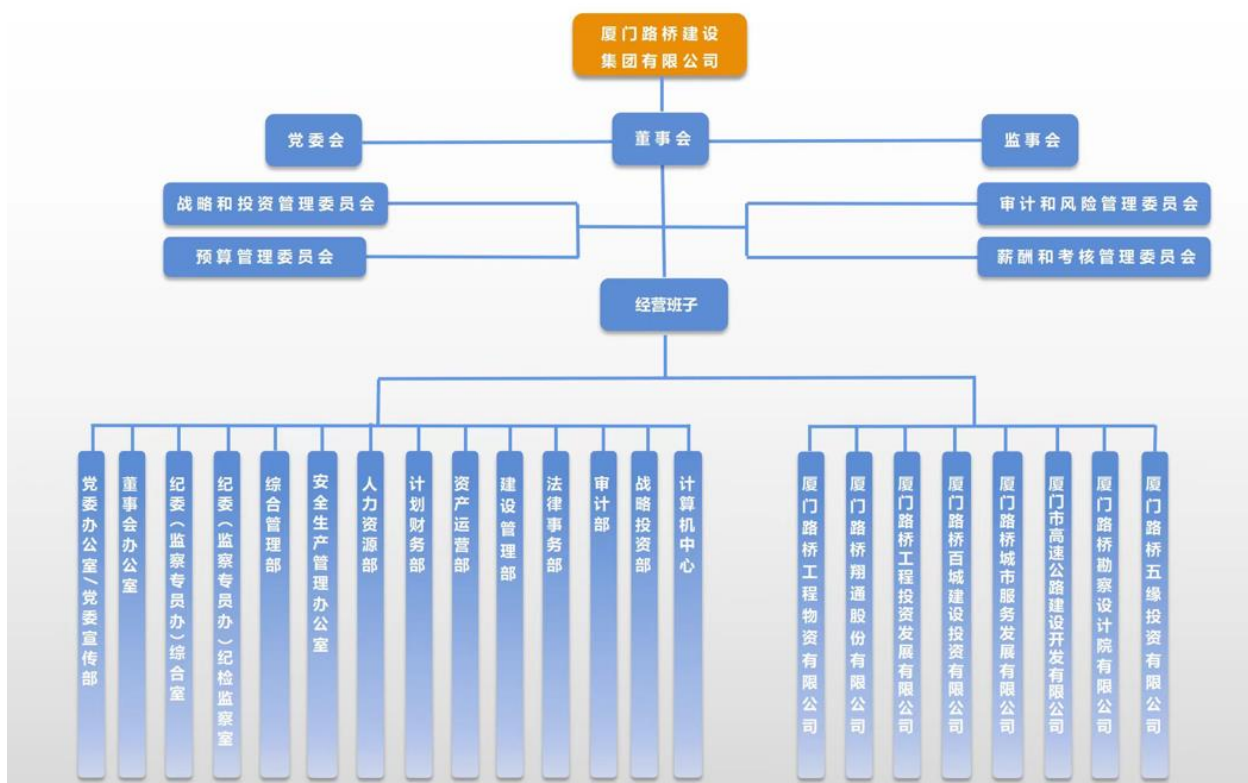 厦门路桥建设
集团有限公司
党委会
董事会
监事会
战略和投资管理委员会
审计和风险管理委员会
预算管理委员会
薪酬和考核管理委员会
经营班子
党委办公室/党委宣传部
董事会办公室
纪委(监察专员办)综合室
纪委(监察专员办)纪检监察室
综合管理部
安全生产管理办公室
人力资源部
计划财务部
资产运营部
建设管理部
法律事务部
审计部
战略投资部
计算机中心
厦门路桥工程物资有限公司
厦门路桥翔通股份有限公司
厦门路桥工程投资发展有限公司
厦门路桥百城建设投资有限公司
厦门路桥城市服务发展有限公司
厦门市高速公路建设开发有限公司
厦门路桥勘察设计院有限公司
厦门路桥五缘投资有限公司